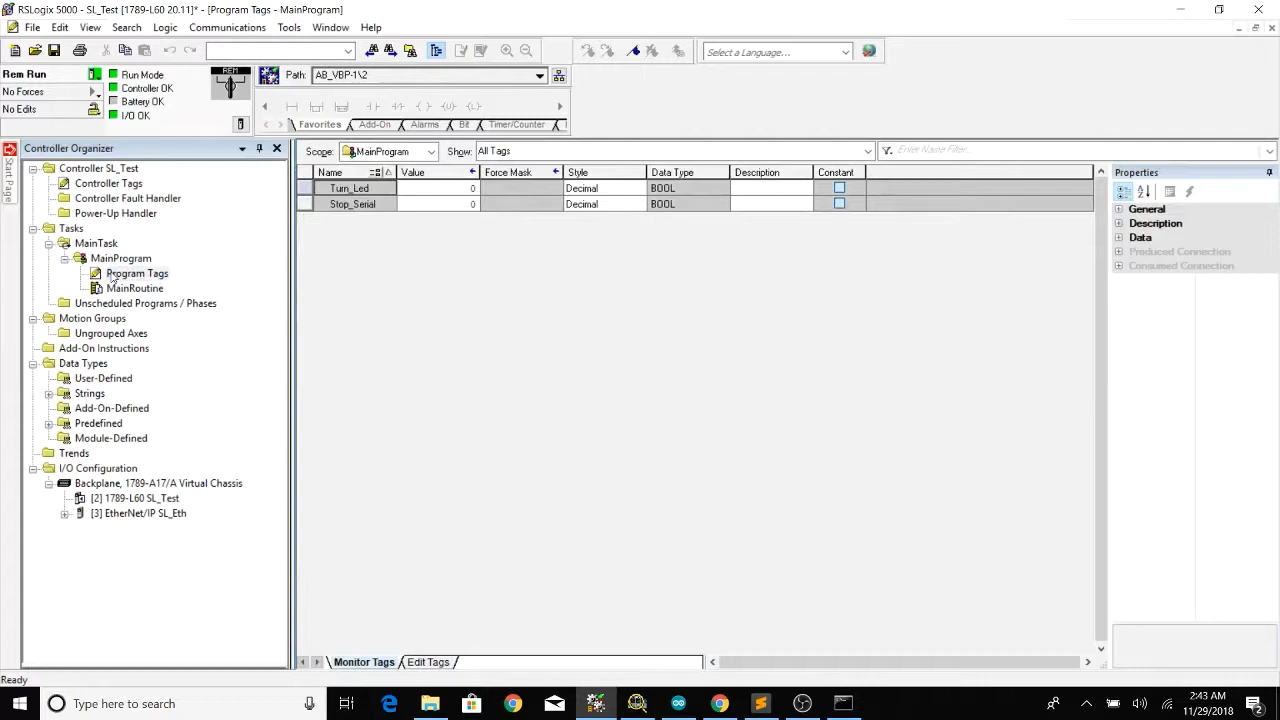 RSLogix 5000 - SL_Test [1789-L60 20.11]* - [Program Tags - MainProgram]
File Edit View Search Logic Communications Tools Window Help
Select a Language...
Rem Run
Run Mode
REM
Path: AB_VBP-1\2
No Forces
Controller OK
Battery OK
No Edits
I/O OK
Favorites Add-On Alarms Bit Timer/Counter
Start Page
Controller Organizer
Scope: MainProgram Show: All Tags Enter Name Filter...
Name Value Force Mask Style Data Type Description Constant
Turn_Led 0 Decimal BOOL
Stop_Serial 0 Decimal BOOL
Controller SL_Test
Controller Tags
Controller Fault Handler
Power-Up Handler
Tasks
MainTask
MainProgram
Program Tags
MainRoutine
Unscheduled Programs / Phases
Motion Groups
Ungrouped Axes
Add-On Instructions
Data Types
User-Defined
Strings
Add-On-Defined
Predefined
Module-Defined
Trends
I/O Configuration
Backplane, 1789-A17/A Virtual Chassis
[2] 1789-L60 SL_Test
[3] EtherNet/IP SL_Eth
Properties
General
Description
Data
Produced Connection
Consumed Connection
Monitor Tags Edit Tags
Ready
Type here to search
2:43 AM
11/29/2018
2